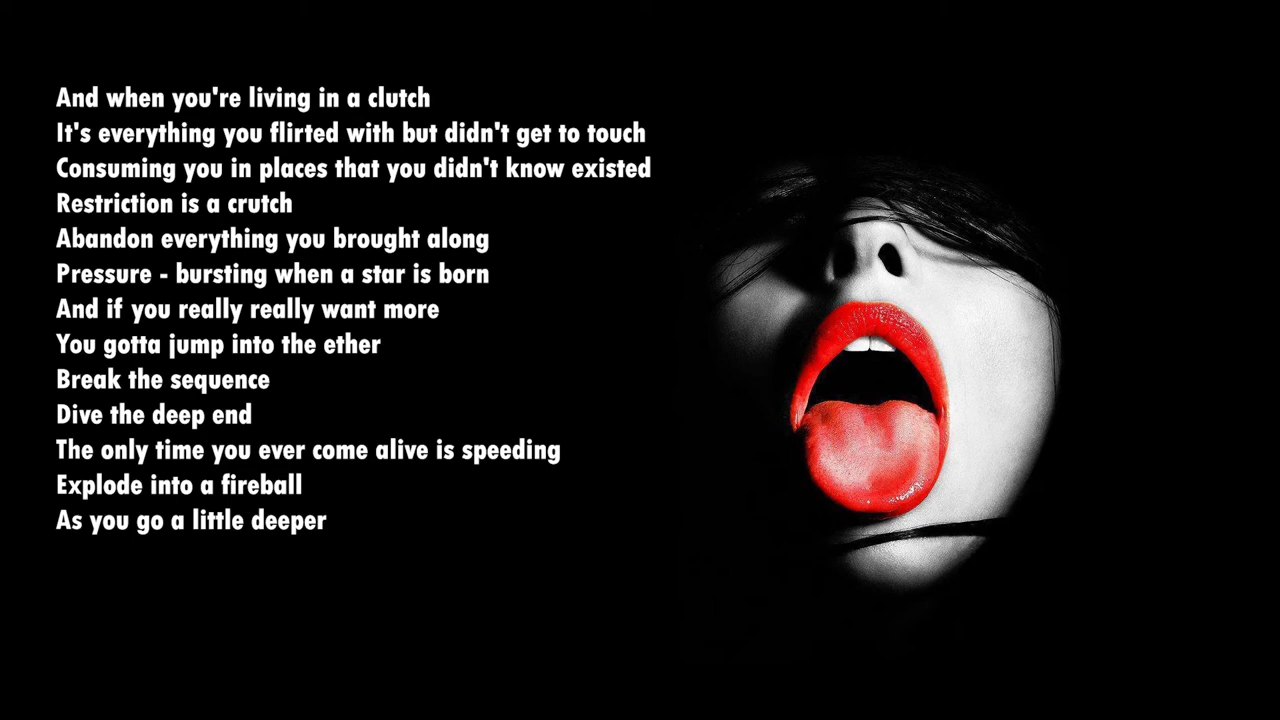 And when you're living in a clutch
It's everything you flirted with but didn't get to touch
Consuming you in places that you didn't know existed
Restriction is a crutch
Abandon everything you brought along
Pressure - bursting when a star is born
And if you really really want more
You gotta jump into the ether
Break the sequence
Dive the deep end
The only time you ever come alive is speeding
Explode into a fireball
As you go a little deeper